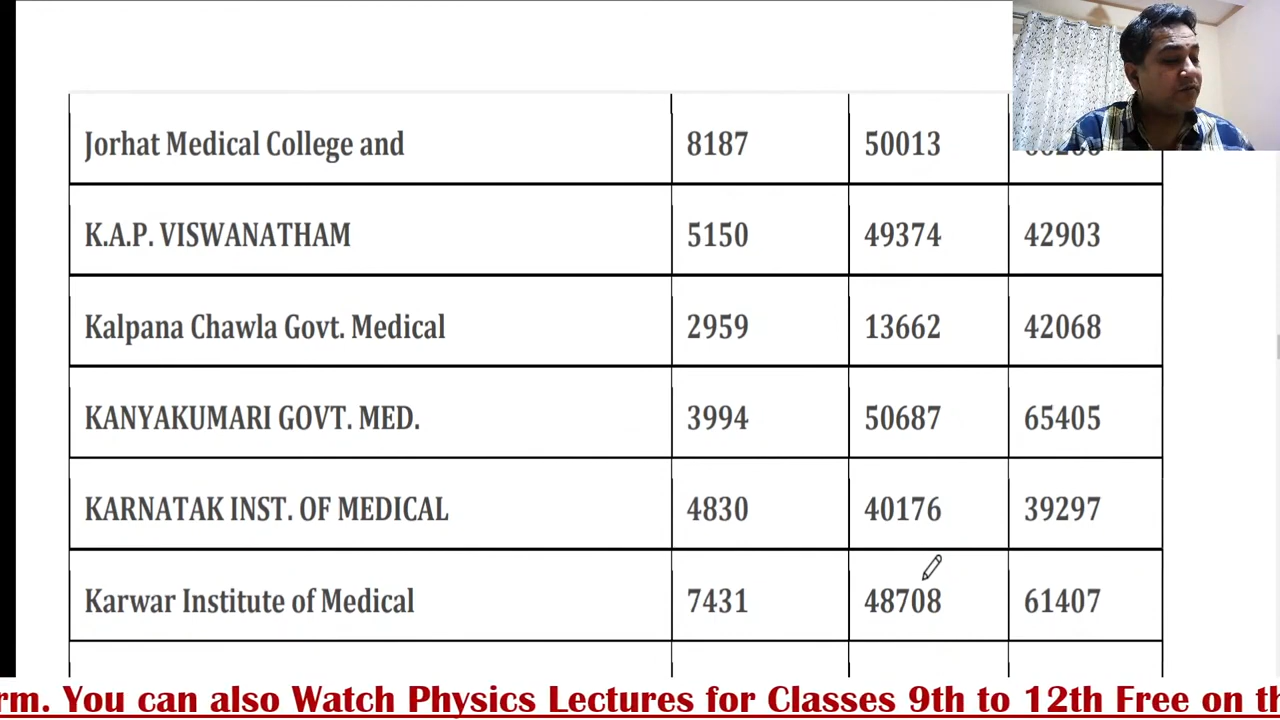 Jorhat Medical College and 8187 50013
K.A.P. VISWANATHAM 5150 49374 42903
Kalpana Chawla Govt. Medical 2959 13662 42068
KANYAKUMARI GOVT. MED. 3994 50687 65405
KARNATAK INST. OF MEDICAL 4830 40176 39297
Karwar Institute of Medical 7431 48708 61407
rm. You can also Watch Physics Lectures for Classes 9th to 12th Free on th